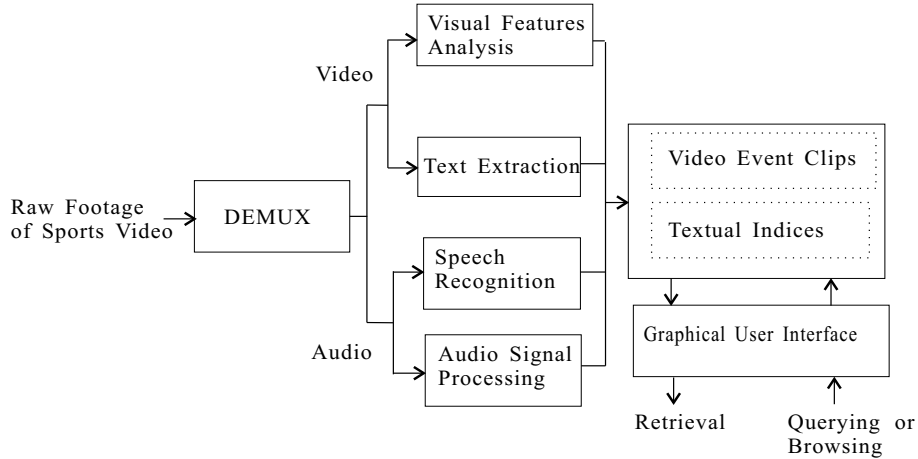 Visual Features
Analysis
Video
Text Extraction
Video Event Clips
Raw Footage
of Sports Video
DEMUX
Textual Indices
Speech
Recognition
Audio
Audio Signal
Processing
Graphical User Interface
Retrieval
Querying or
Browsing